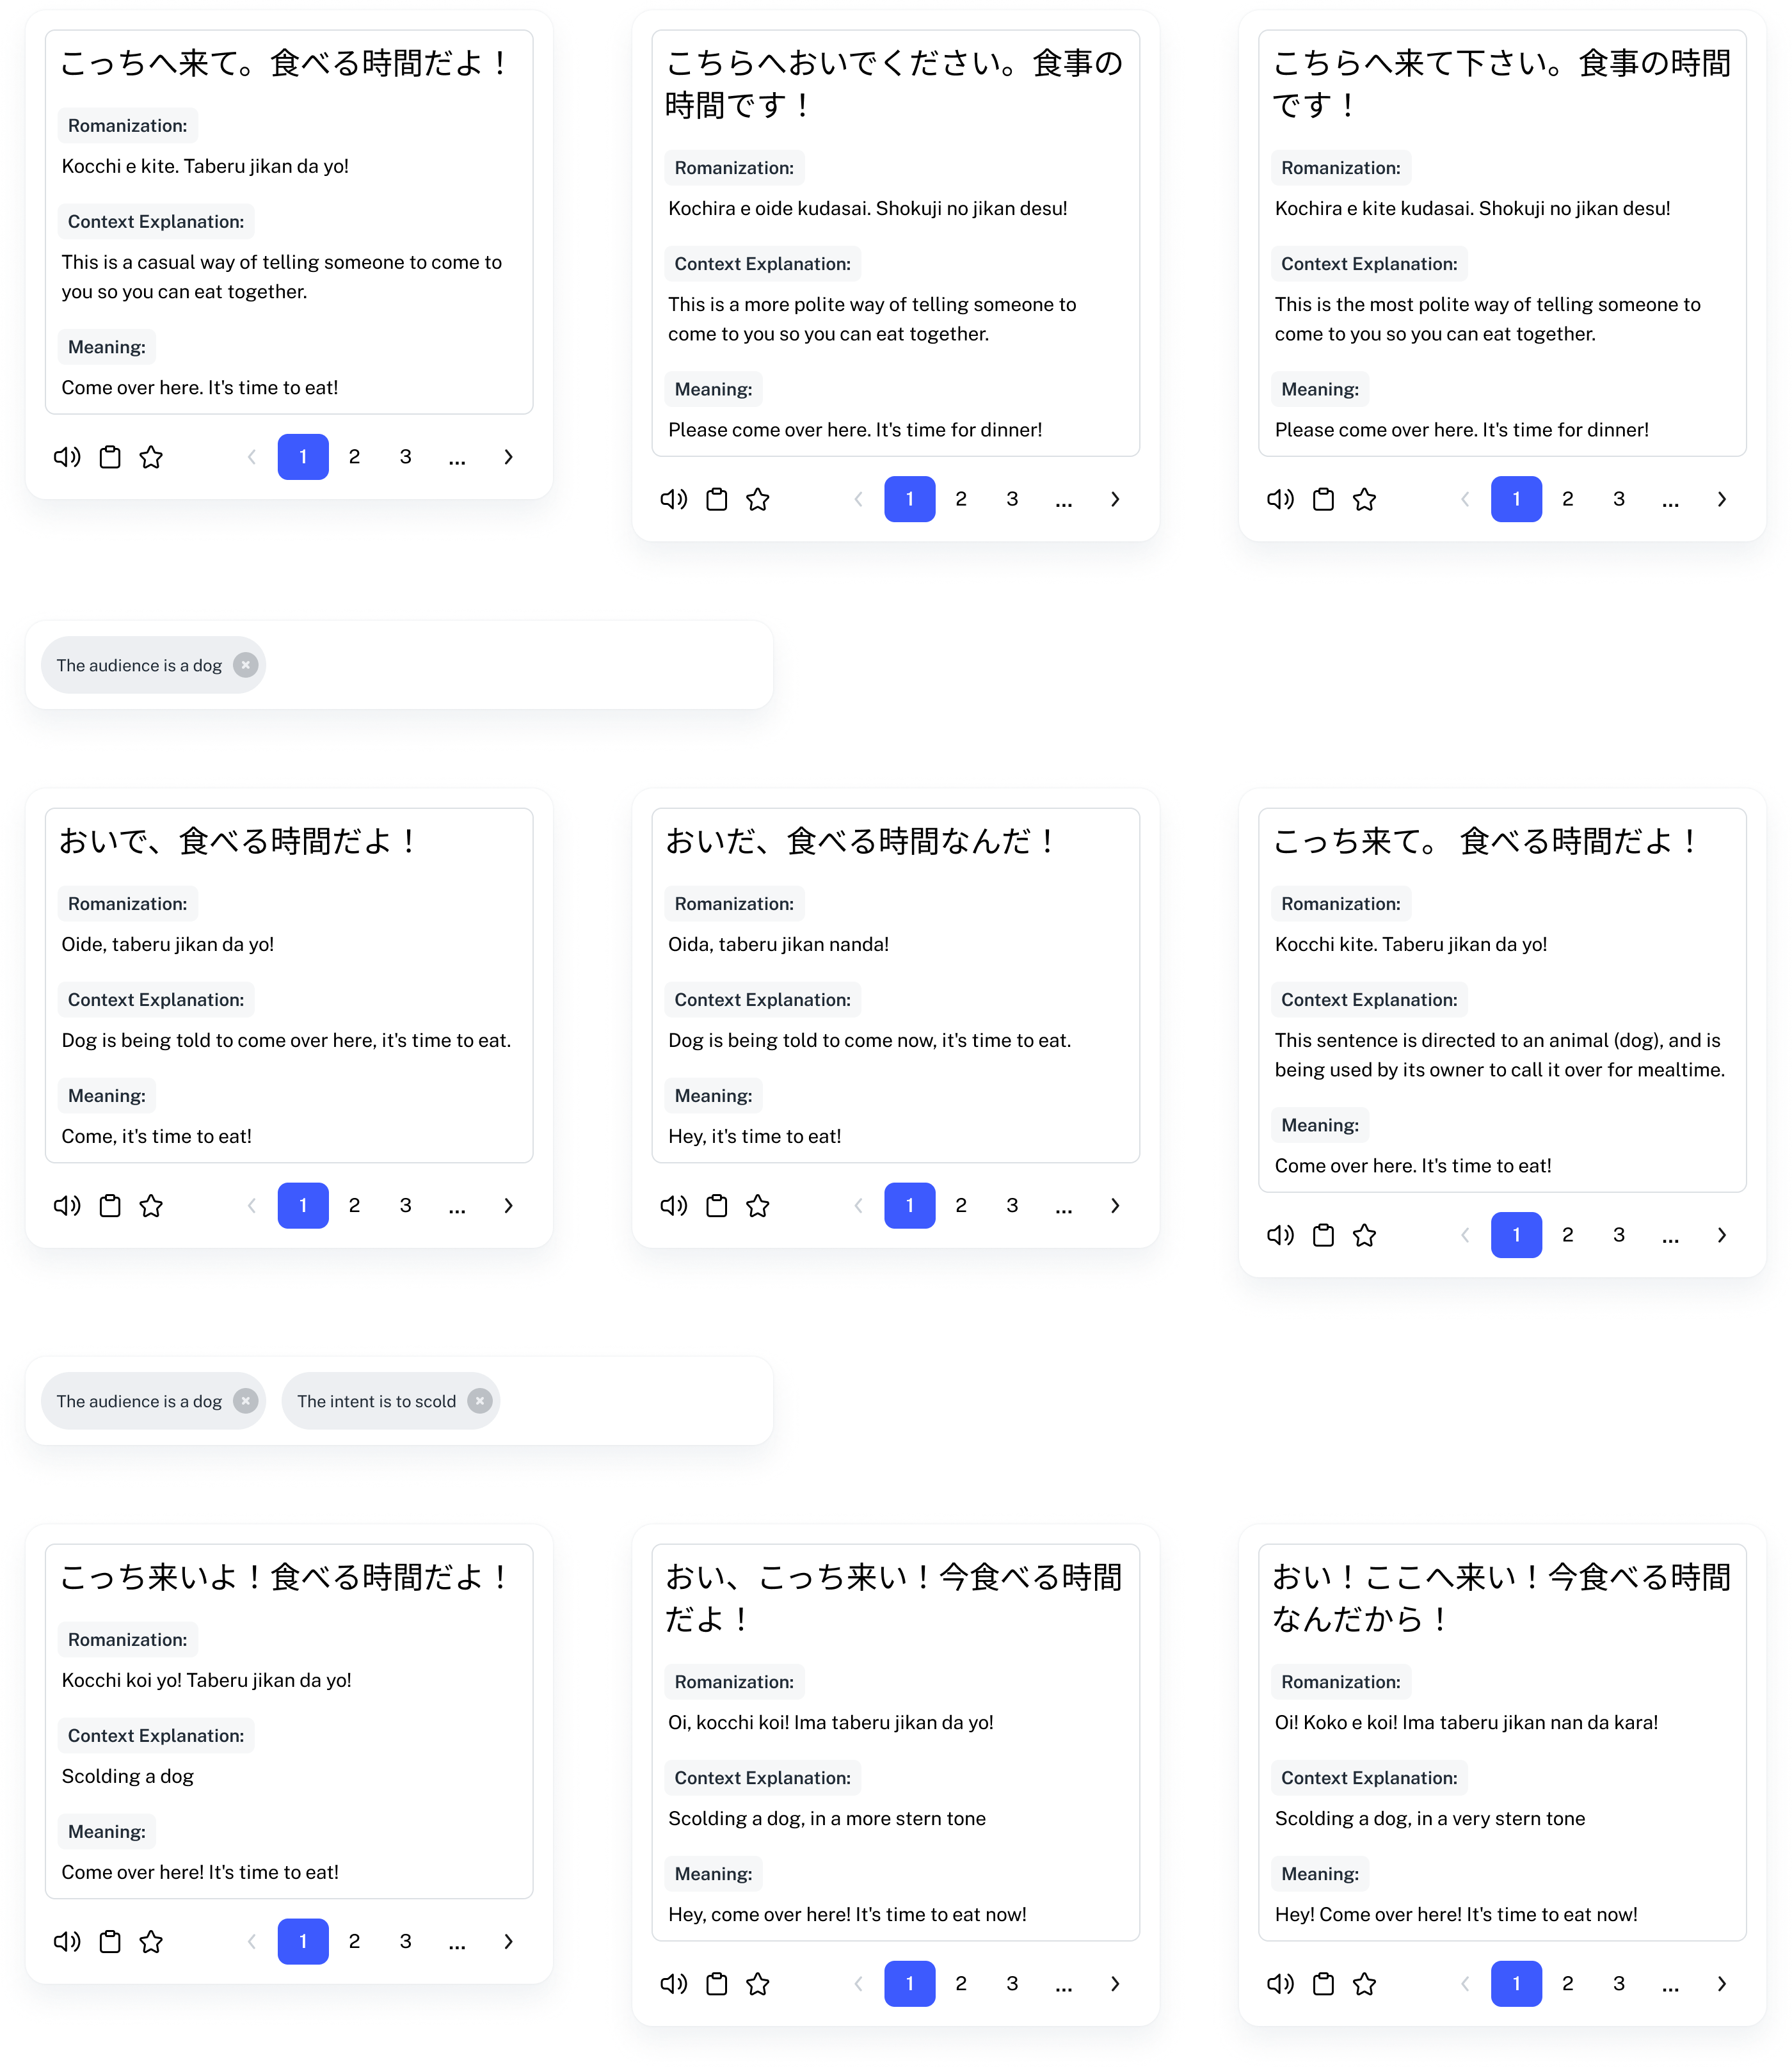 こっちへ来て。食べる時間だよ！
Romanization:
Kocchi e kite. Taberu jikan da yo!
Context Explanation:
This is a casual way of telling someone to come to
you so you can eat together.
Meaning:
Come over here. It's time to eat!
1 2 3 ...
こちらへおいでください。食事の
時間です！
Romanization:
Kochira e oide kudasai. Shokuji no jikan desu!
Context Explanation:
This is a more polite way of telling someone to
come to you so you can eat together.
Meaning:
Please come over here. It's time for dinner!
1 2 3 ...
こちらへ来て下さい。食事の時間
です！
Romanization:
Kochira e kite kudasai. Shokuji no jikan desu!
Context Explanation:
This is the most polite way of telling someone to
come to you so you can eat together.
Meaning:
Please come over here. It's time for dinner!
1 2 3 ...
The audience is a dog
おいで、食べる時間だよ！
Romanization:
Oide, taberu jikan da yo!
Context Explanation:
Dog is being told to come over here, it's time to eat.
Meaning:
Come, it's time to eat!
1 2 3 ...
おいだ、食べる時間なんだ！
Romanization:
Oida, taberu jikan nanda!
Context Explanation:
Dog is being told to come now, it's time to eat.
Meaning:
Hey, it's time to eat!
1 2 3 ...
こっち来て。 食べる時間だよ！
Romanization:
Kocchi kite. Taberu jikan da yo!
Context Explanation:
This sentence is directed to an animal (dog), and is
being used by its owner to call it over for mealtime.
Meaning:
Come over here. It's time to eat!
1 2 3 ...
The audience is a dog
The intent is to scold
こっち来いよ！食べる時間だよ！
Romanization:
Kocchi koi yo! Taberu jikan da yo!
Context Explanation:
Scolding a dog
Meaning:
Come over here! It's time to eat!
1 2 3 ...
おい、こっち来い！今食べる時間
だよ！
Romanization:
Oi, kocchi koi! Ima taberu jikan da yo!
Context Explanation:
Scolding a dog, in a more stern tone
Meaning:
Hey, come over here! It's time to eat now!
1 2 3 ...
おい！ここへ来い！今食べる時間
なんだから！
Romanization:
Oi! Koko e koi! Ima taberu jikan nan da kara!
Context Explanation:
Scolding a dog, in a very stern tone
Meaning:
Hey! Come over here! It's time to eat now!
1 2 3 ...